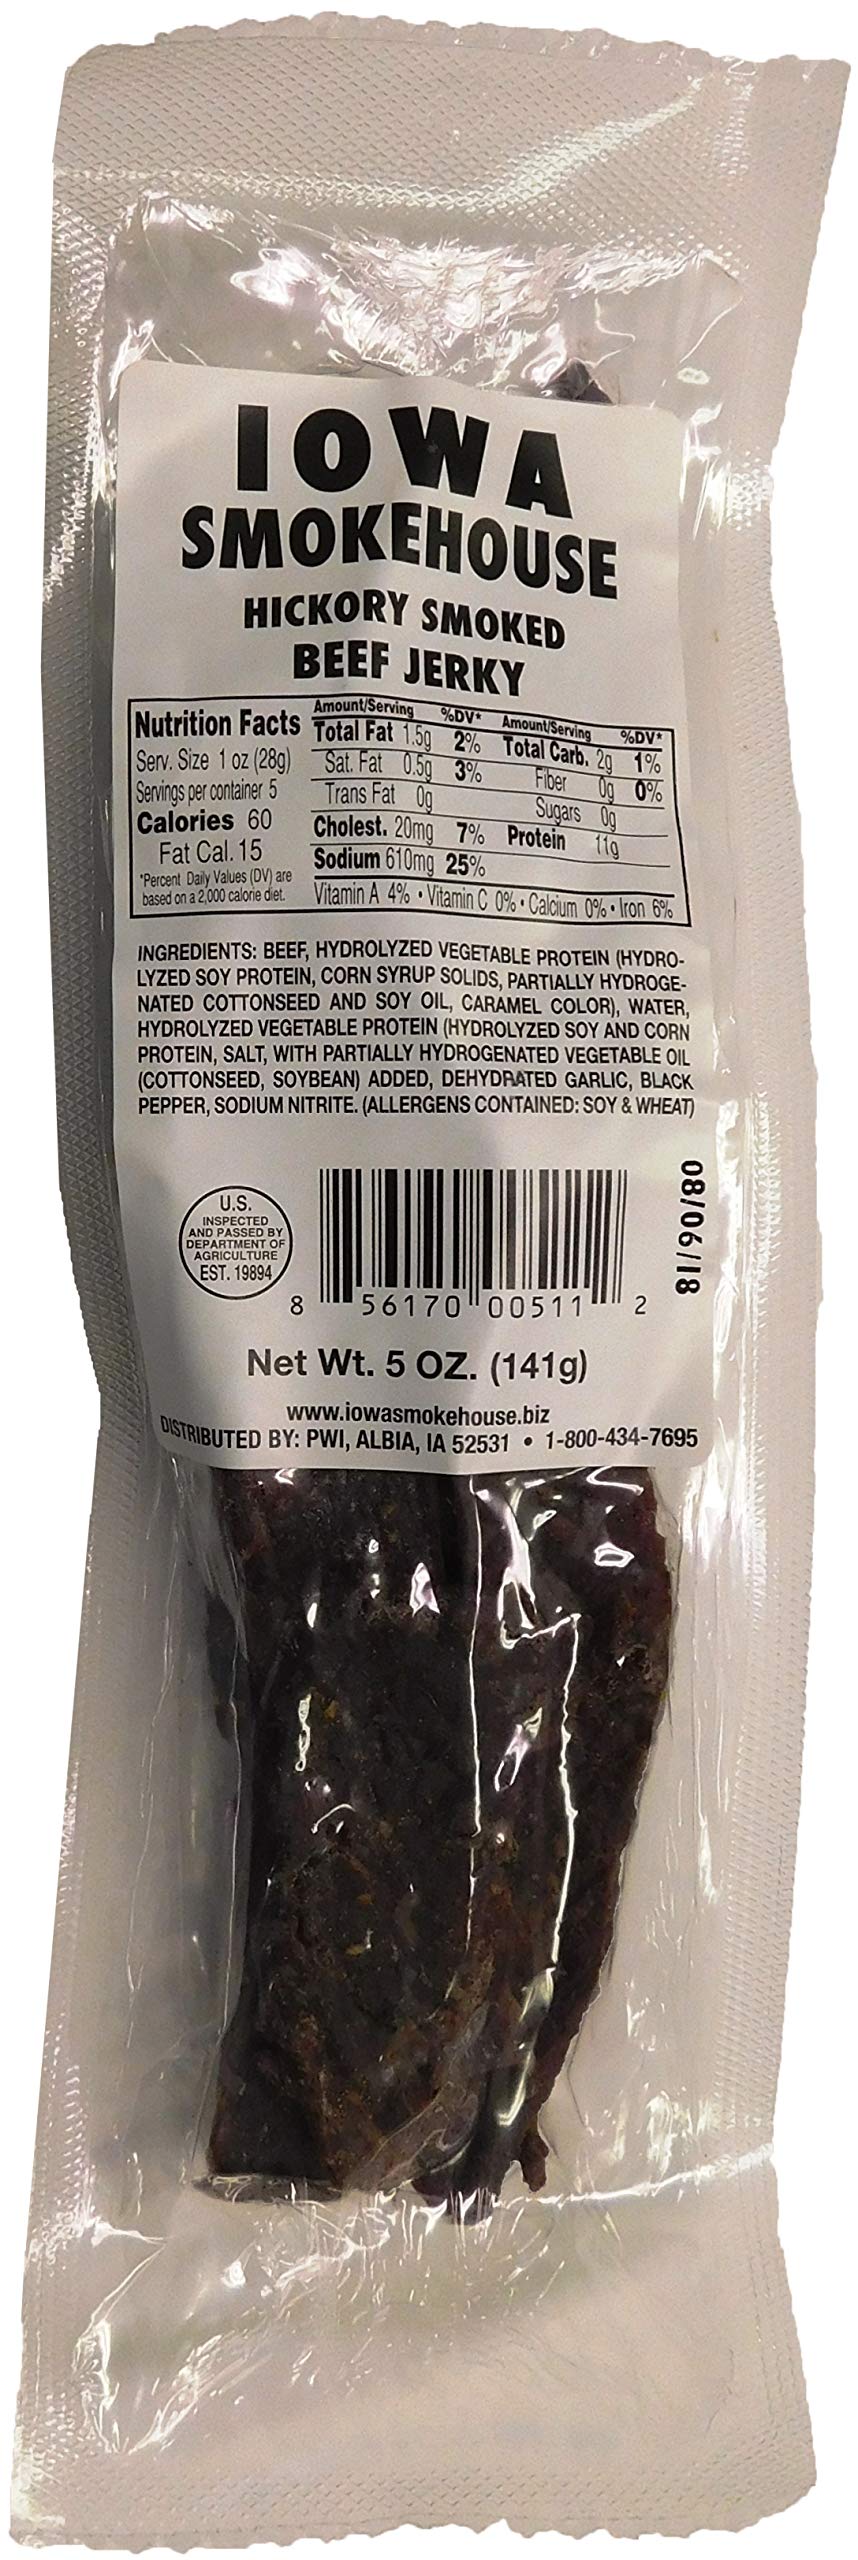 IOWA
SMOKEHOUSE
HICKORY SMOKED
BEEF JERKY
Nutrition Facts
Serv. Size 1 oz (28g)
Servings per container 5
Calories 60
Fat Cal. 15
*Percent Daily Values (DV) are
based on a 2,000 calorie diet.
Amount/Serving %DV*
Total Fat 1.5g 2%
Sat. Fat 0.5g 3%
Trans Fat 0g
Cholest. 20mg 7%
Sodium 610mg 25%
Amount/Serving %DV*
Total Carb. 2g 1%
Fiber 0g 0%
Sugars 0g
Protein 11g
Vitamin A 4% • Vitamin C 0% • Calcium 0% • Iron 6%
INGREDIENTS: BEEF, HYDROLYZED VEGETABLE PROTEIN (HYDRO-
LYZED SOY PROTEIN, CORN SYRUP SOLIDS, PARTIALLY HYDROGE-
NATED COTTONSEED AND SOY OIL, CARAMEL COLOR), WATER,
HYDROLYZED VEGETABLE PROTEIN (HYDROLYZED SOY AND CORN
PROTEIN, SALT, WITH PARTIALLY HYDROGENATED VEGETABLE OIL
(COTTONSEED, SOYBEAN) ADDED, DEHYDRATED GARLIC, BLACK
PEPPER, SODIUM NITRITE. (ALLERGENS CONTAINED: SOY & WHEAT)
U.S.
INSPECTED
AND PASSED BY
DEPARTMENT OF
AGRICULTURE
EST. 19894
8 56170 00511 2
08/06/18
Net Wt. 5 OZ. (141g)
www.iowasmokehouse.biz
DISTRIBUTED BY: PWI, ALBIA, IA 52531 • 1-800-434-7695